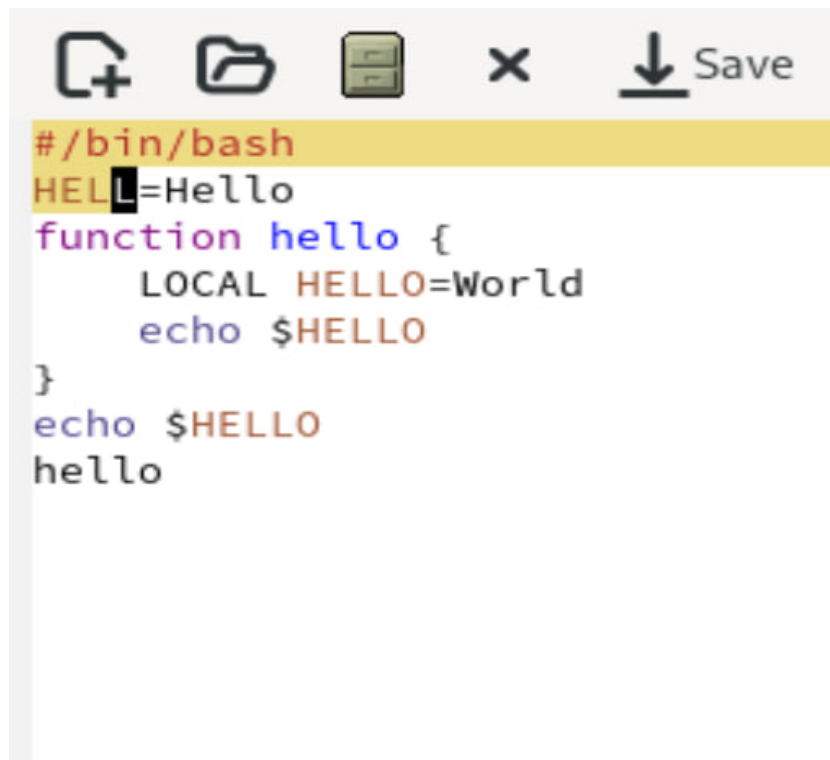 Save
#/bin/bash
HELL=Hello
function hello {
    LOCAL HELLO=World
    echo $HELLO
}
echo $HELLO
hello